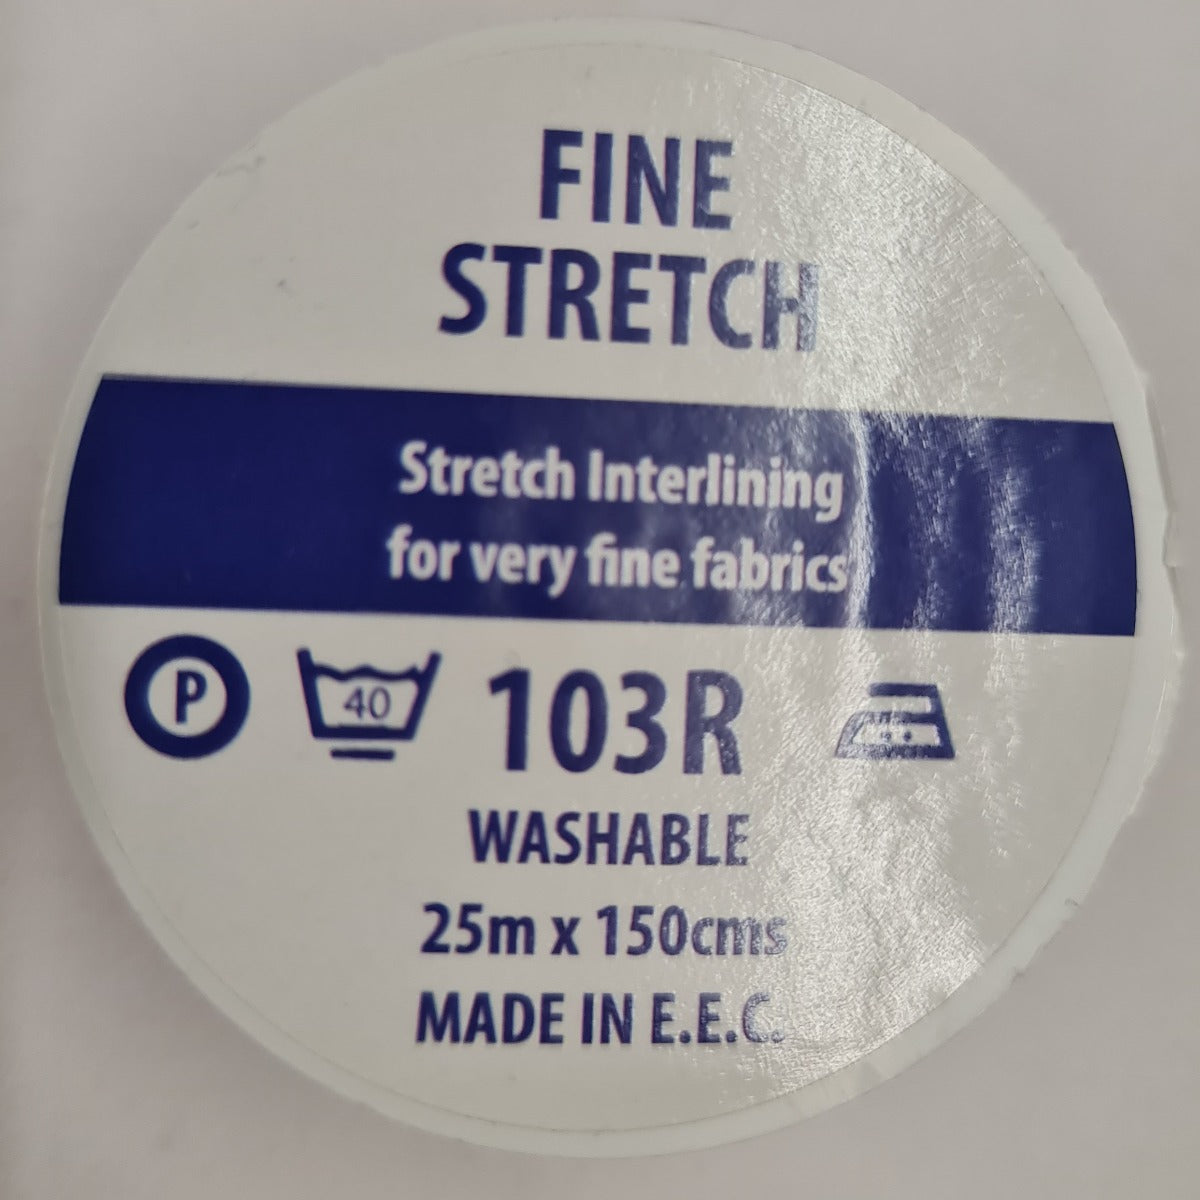 FINE
STRETCH
Stretch Interlining
for very fine fabrics
P 40 103R
WASHABLE
25m x 150cms
MADE IN E.E.C.